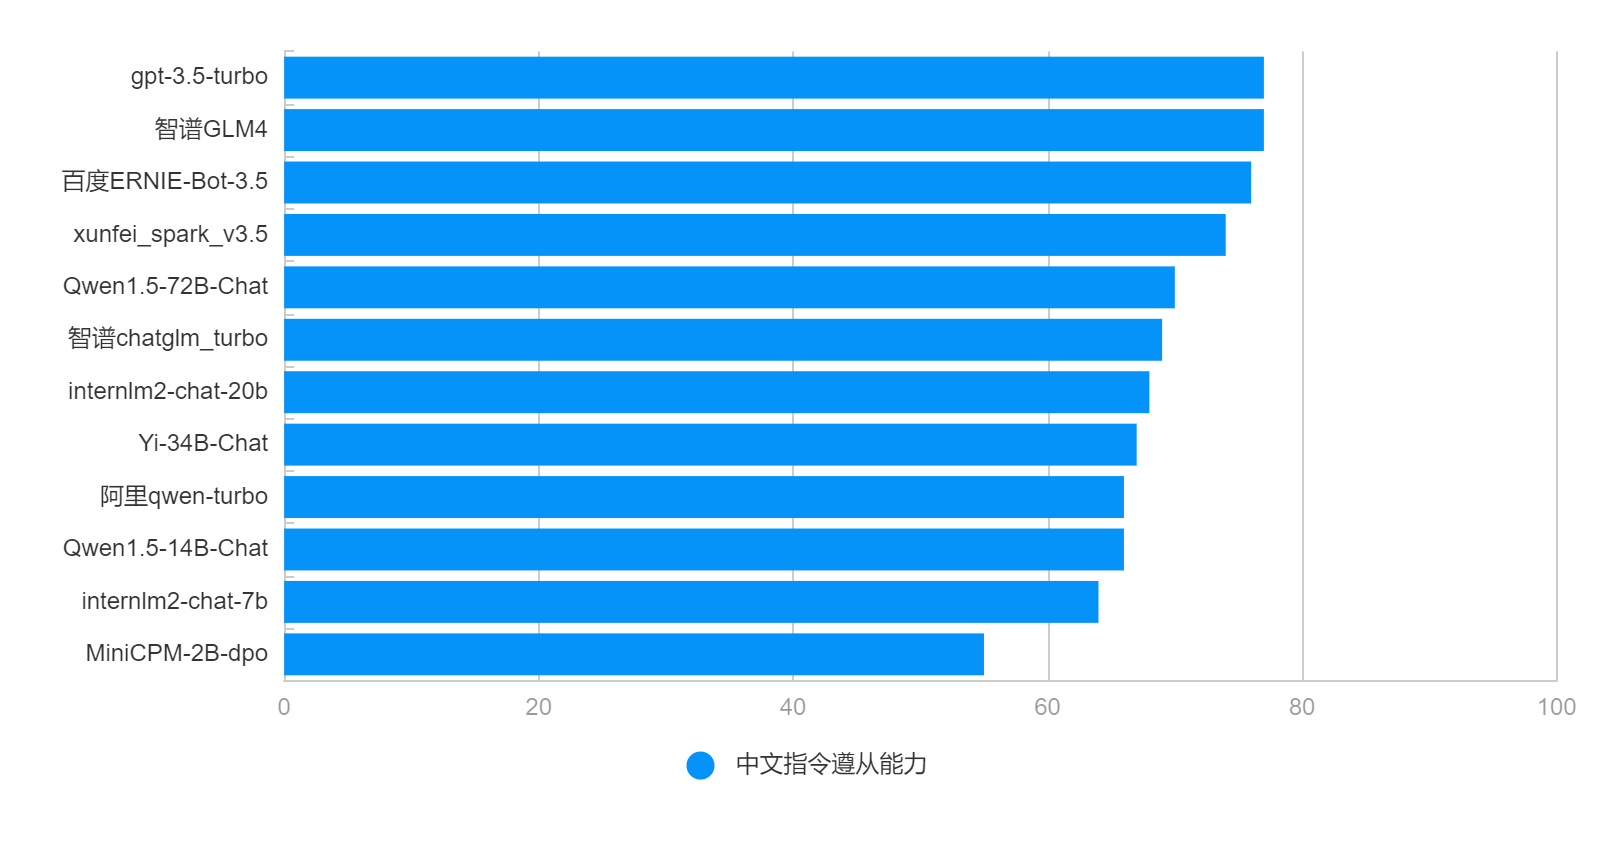 gpt-3.5-turbo
智谱GLM4
百度ERNIE-Bot-3.5
xunfei_spark_v3.5
Qwen1.5-72B-Chat
智谱chatglm_turbo
internlm2-chat-20b
Yi-34B-Chat
阿里qwen-turbo
Qwen1.5-14B-Chat
internlm2-chat-7b
MiniCPM-2B-dpo
0 20 40 60 80 100
中文指令遵从能力